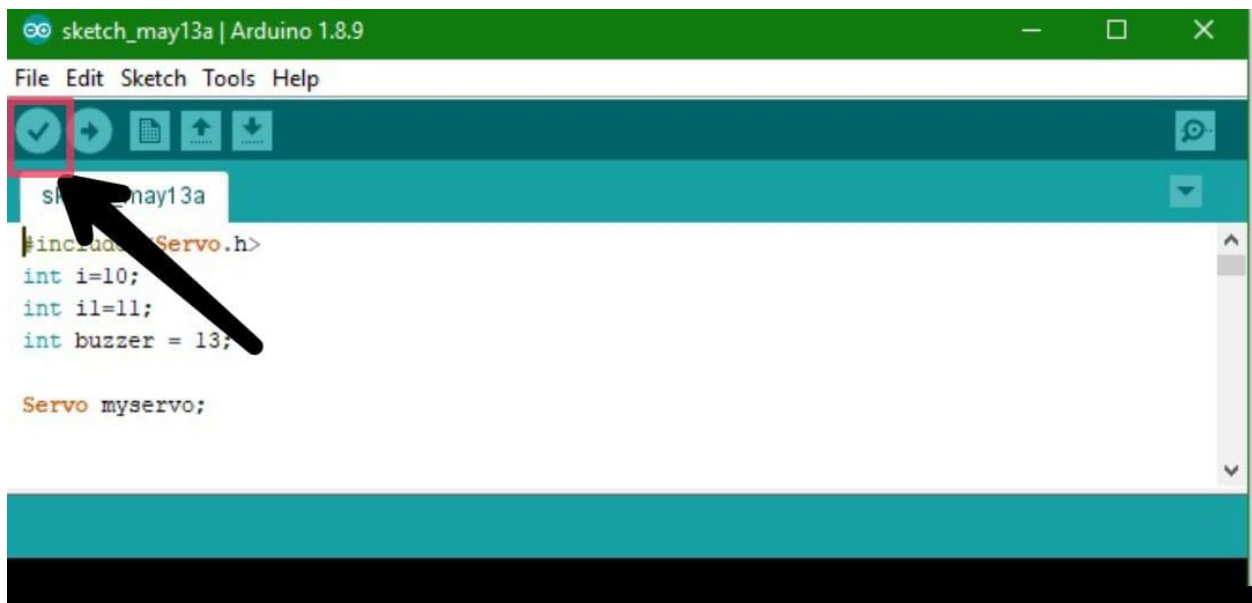 sketch_may13a | Arduino 1.8.9
File Edit Sketch Tools Help
may13a
Servo.h>
int i=10;
int i1=11;
int buzzer = 13;
Servo myservo;